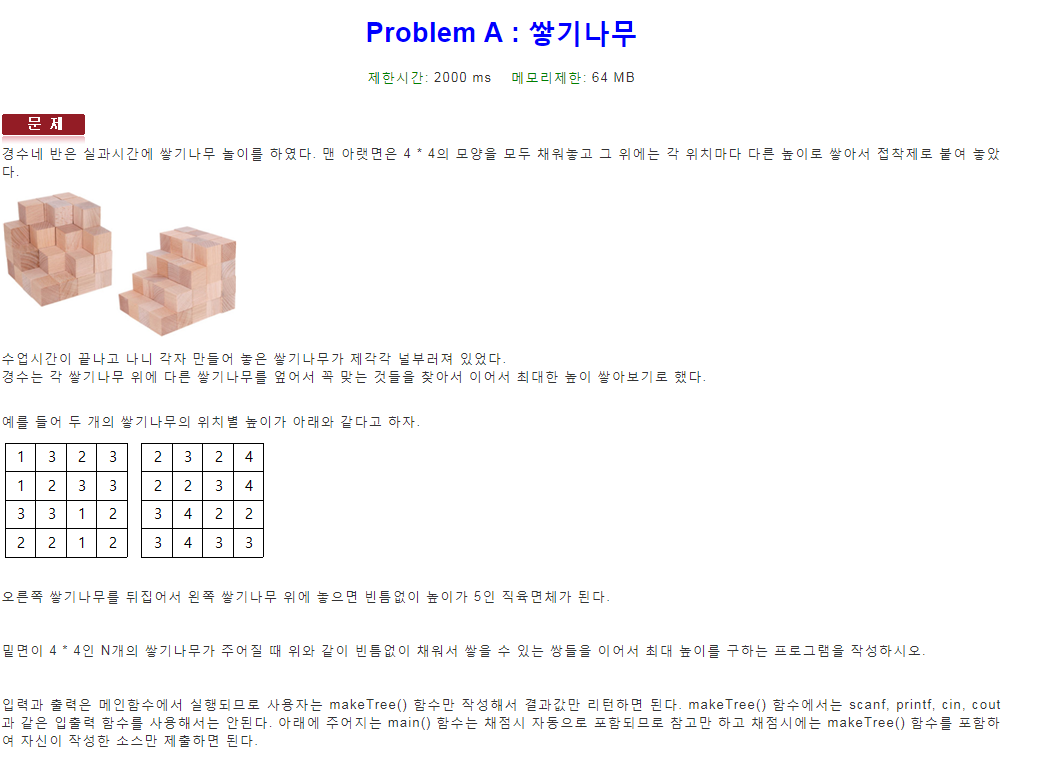 Problem A : 쌓기나무
제한시간: 2000 ms 메모리제한: 64 MB
문 제
경수네 반은 실과시간에 쌓기나무 놀이를 하였다. 맨 아랫면은 4 * 4의 모양을 모두 채워놓고 그 위에는 각 위치마다 다른 높이로 쌓아서 접착제로 붙여 놓았
다.
수업시간이 끝나고 나니 각자 만들어 놓은 쌓기나무가 제각각 널부러져 있었다.
경수는 각 쌓기나무 위에 다른 쌓기나무를 엎어서 꼭 맞는 것들을 찾아서 이어서 최대한 높이 쌓아보기로 했다.
예를 들어 두 개의 쌓기나무의 위치별 높이가 아래와 같다고 하자.
1 3 2 3 2 3 2 4
1 2 3 3 2 2 3 4
3 3 1 2 3 4 2 2
2 2 1 2 3 4 3 3
오른쪽 쌓기나무를 뒤집어서 왼쪽 쌓기나무 위에 놓으면 빈틈없이 높이가 5인 직육면체가 된다.
밑면이 4 * 4인 N개의 쌓기나무가 주어질 때 위와 같이 빈틈없이 채워서 쌓을 수 있는 쌍들을 이어서 최대 높이를 구하는 프로그램을 작성하시오.
입력과 출력은 메인함수에서 실행되므로 사용자는 makeTree() 함수만 작성해서 결과값만 리턴하면 된다. makeTree() 함수에서는 scanf, printf, cin, cout
과 같은 입출력 함수를 사용해서는 안된다. 아래에 주어지는 main() 함수는 채점시 자동으로 포함되므로 참고만 하고 채점시에는 makeTree() 함수를 포함하
여 자신이 작성한 소스만 제출하면 된다.